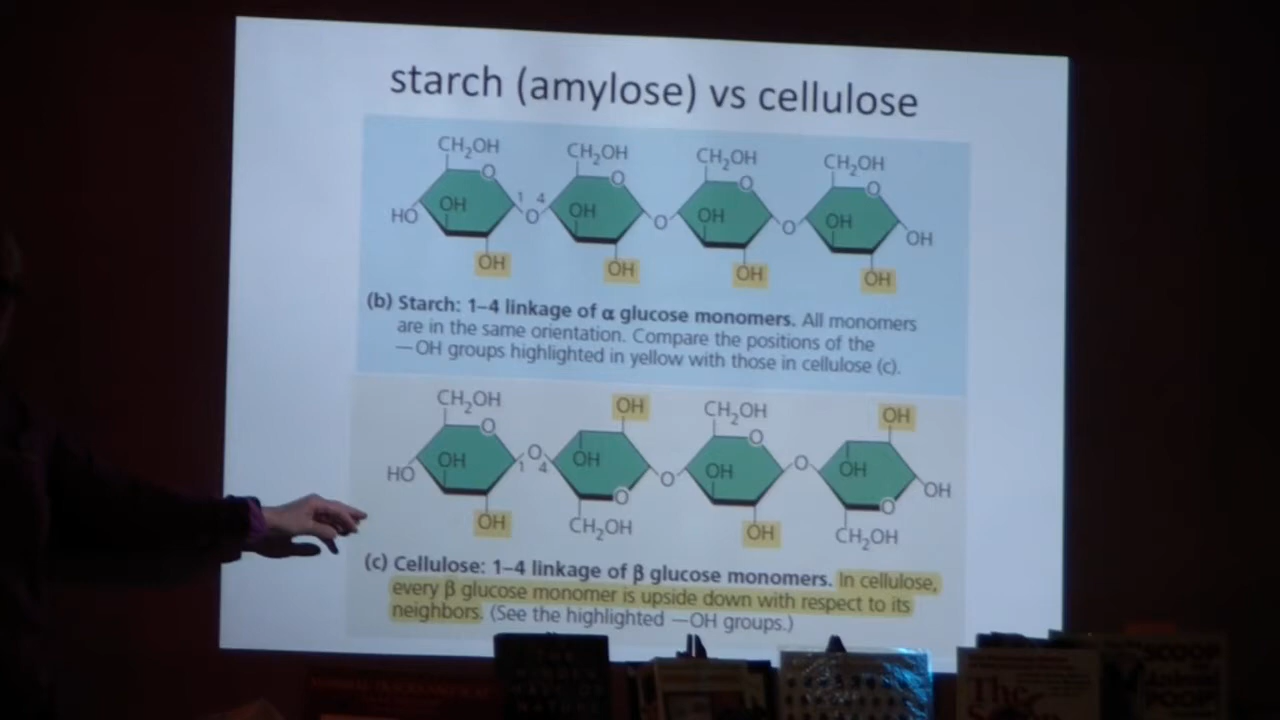 starch (amylose) vs cellulose
CH₂OH CH₂OH CH₂OH CH₂OH
O O O O
HO OH 1 O 4 OH O OH O OH OH
OH OH OH OH
(b) Starch: 1–4 linkage of α glucose monomers. All monomers
are in the same orientation. Compare the positions of the
—OH groups highlighted in yellow with those in cellulose (c).
CH₂OH OH CH₂OH OH
O O
HO OH 1 O 4 OH O OH O OH OH
O O
OH CH₂OH OH CH₂OH
(c) Cellulose: 1–4 linkage of β glucose monomers. In cellulose,
every β glucose monomer is upside down with respect to its
neighbors. (See the highlighted —OH groups.)
The
SCOOP
POOP